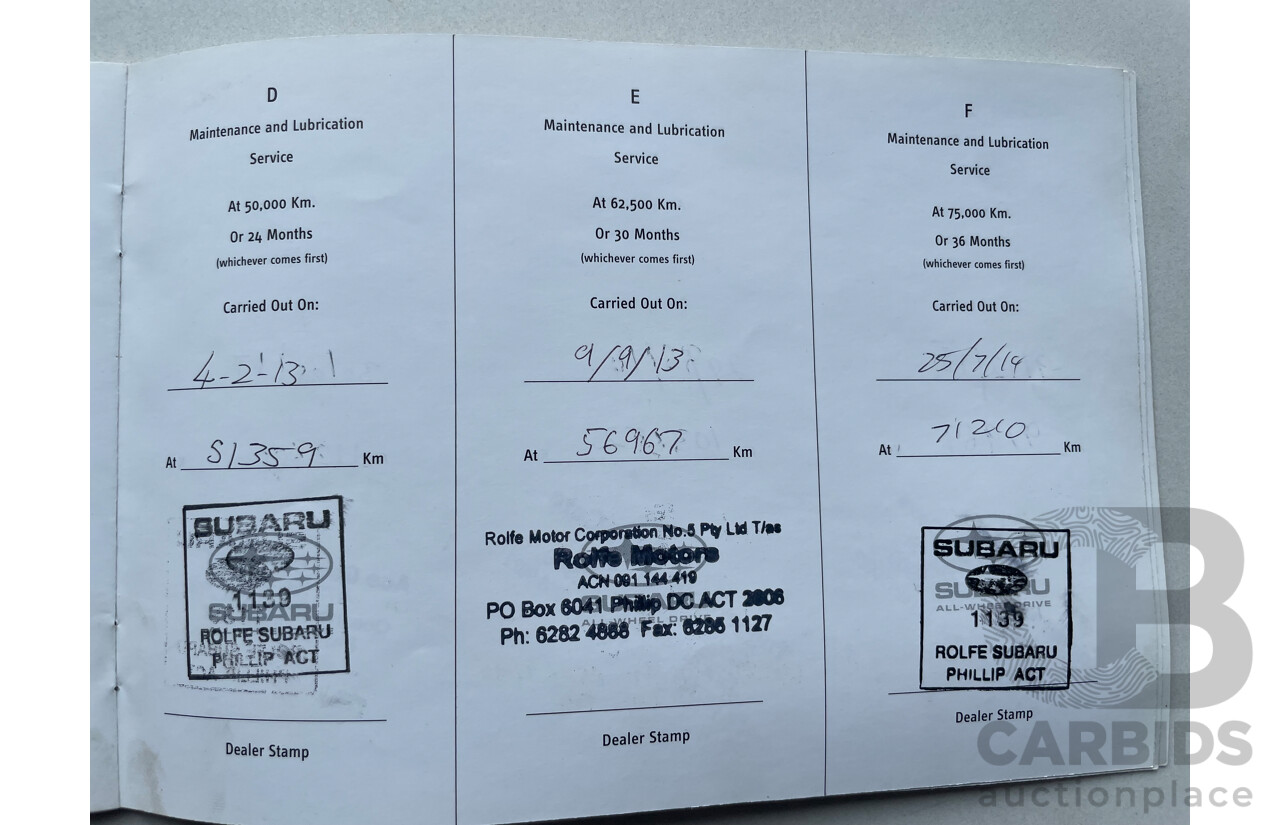 D
Maintenance and Lubrication
Service
At 50,000 Km.
Or 24 Months
(whichever comes first)
Carried Out On:
4-2-13
At 51359 Km
SUBARU
1139
SUBARU
ROLFE SUBARU
PHILLIP ACT
Dealer Stamp
E
Maintenance and Lubrication
Service
At 62,500 Km.
Or 30 Months
(whichever comes first)
Carried Out On:
9/9/13
At 56967 Km
Rolfe Motor Corporation No.5 Pty Ltd T/as
Rolfe Motors
ACN 091 144 419
PO Box 6041 Phillip DC ACT 2606
ALL-WHEEL DRIVE
Ph: 6282 4888 Fax: 6285 1127
Dealer Stamp
F
Maintenance and Lubrication
Service
At 75,000 Km.
Or 36 Months
(whichever comes first)
Carried Out On:
25/7/14
At 71210 Km
SUBARU
SUBARU
ALL-WHEEL DRIVE
1139
ROLFE SUBARU
PHILLIP ACT
Dealer Stamp
B
CARBIDS
auctionplace